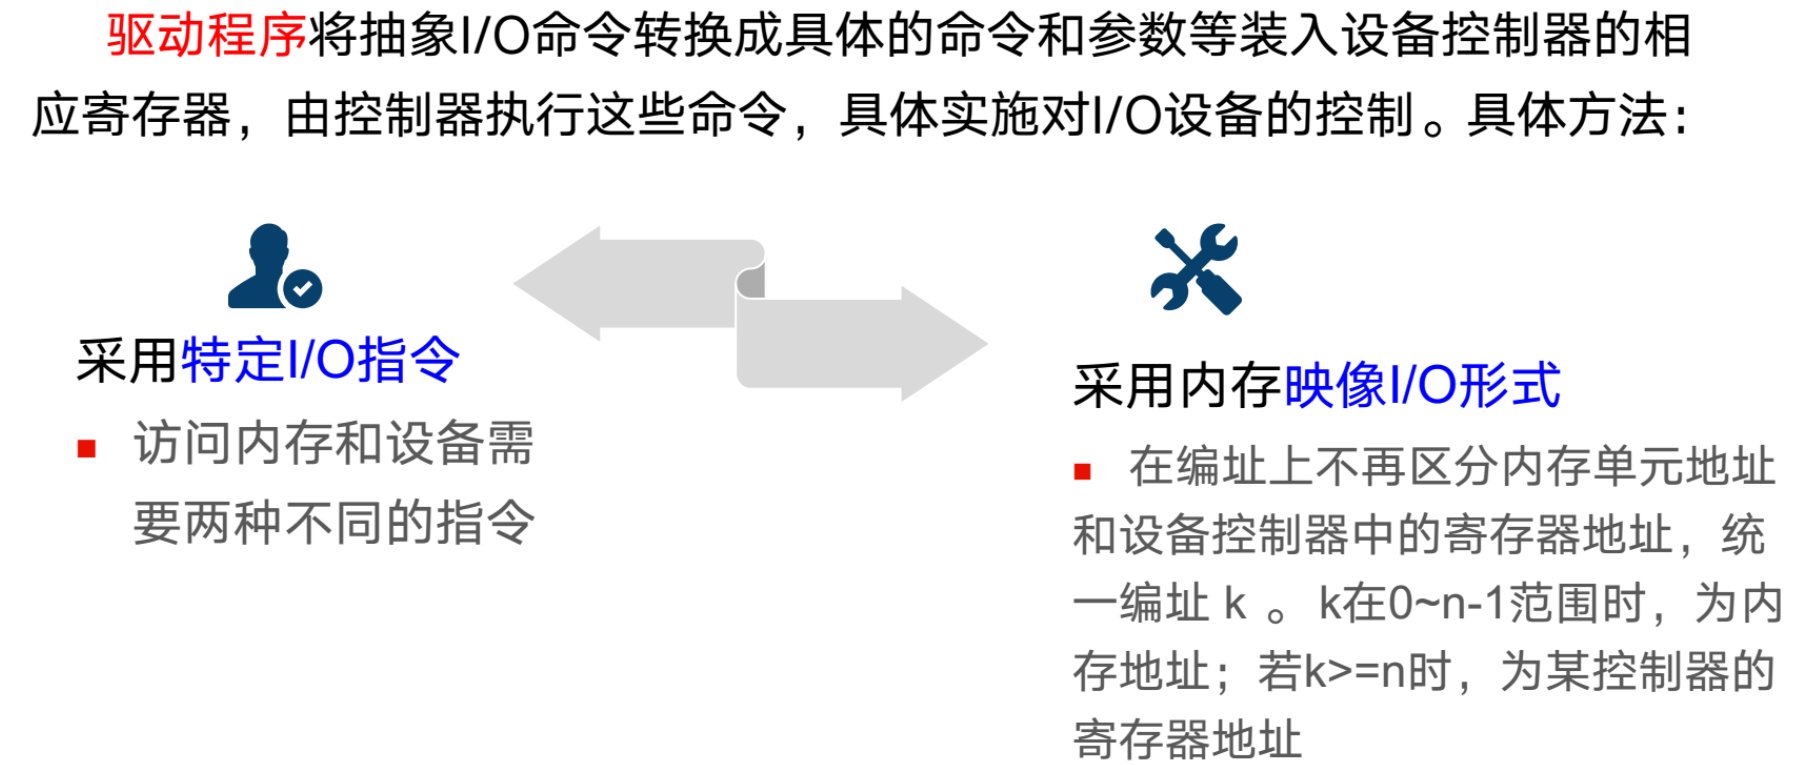 驱动程序将抽象I/O命令转换成具体的命令和参数等装入设备控制器的相
应寄存器，由控制器执行这些命令，具体实施对I/O设备的控制。具体方法：
采用特定I/O指令
访问内存和设备需
要两种不同的指令
采用内存映像I/O形式
在编址上不再区分内存单元地址
和设备控制器中的寄存器地址，统
一编址 k 。 k在0~n-1范围时，为内
存地址；若k>=n时，为某控制器的
寄存器地址